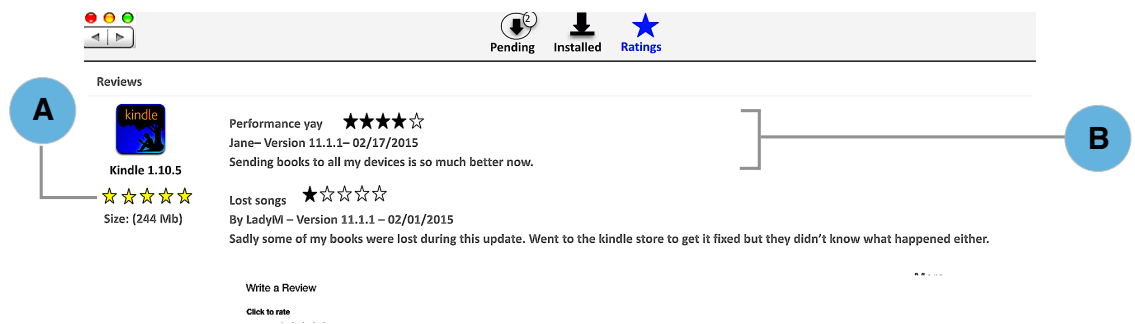 2
Pending Installed Ratings
Reviews
A
kindle
Kindle 1.10.5
Size: (244 Mb)
Performance yay
Jane– Version 11.1.1– 02/17/2015
Sending books to all my devices is so much better now.
B
Lost songs
By LadyM – Version 11.1.1 – 02/01/2015
Sadly some of my books were lost during this update. Went to the kindle store to get it fixed but they didn’t know what happened either.
Write a Review
Click to rate